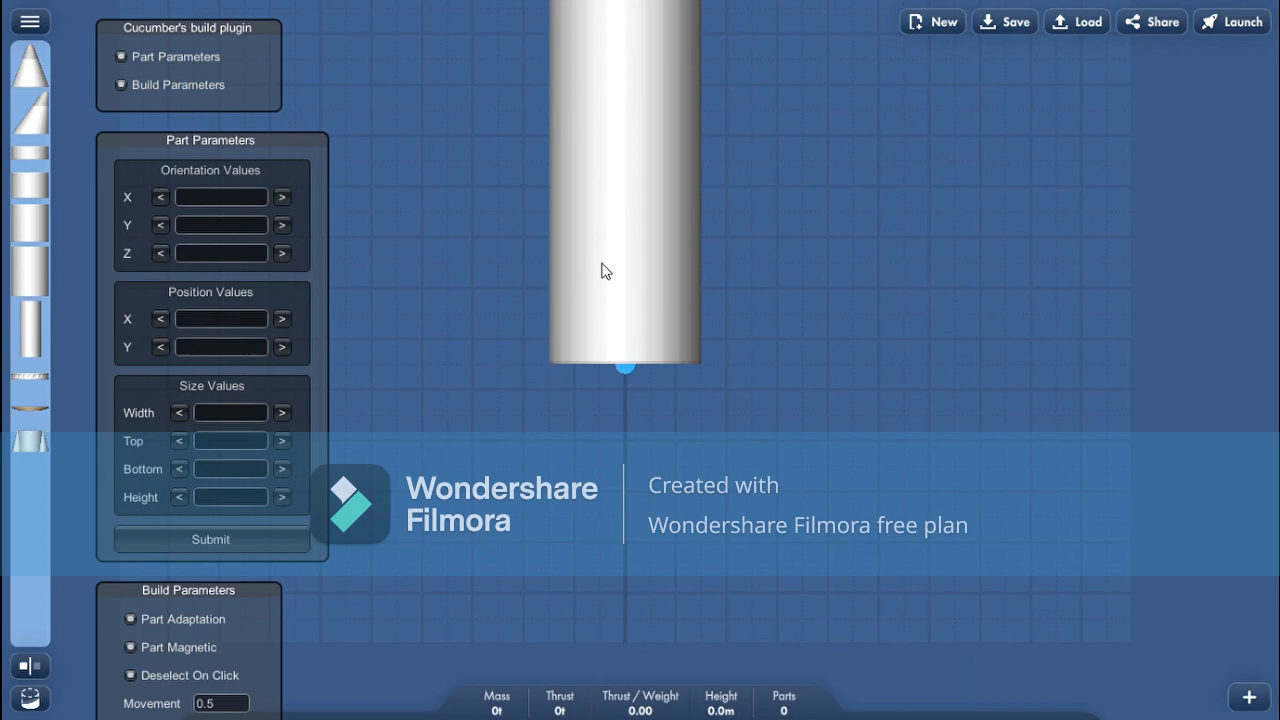 Cucumber's build plugin
Part Parameters
Build Parameters
New
Save
Load
Share
Launch
Part Parameters
Orientation Values
X < >
Y < >
Z < >
Position Values
X < >
Y < >
Size Values
Width < >
Top < >
Bottom < >
Height < >
Submit
Wondershare
Filmora
Created with
Wondershare Filmora free plan
Build Parameters
Part Adaptation
Part Magnetic
Deselect On Click
Movement 0.5
Mass
0t
Thrust
0t
Thrust / Weight
0.00
Height
0.0m
Parts
0